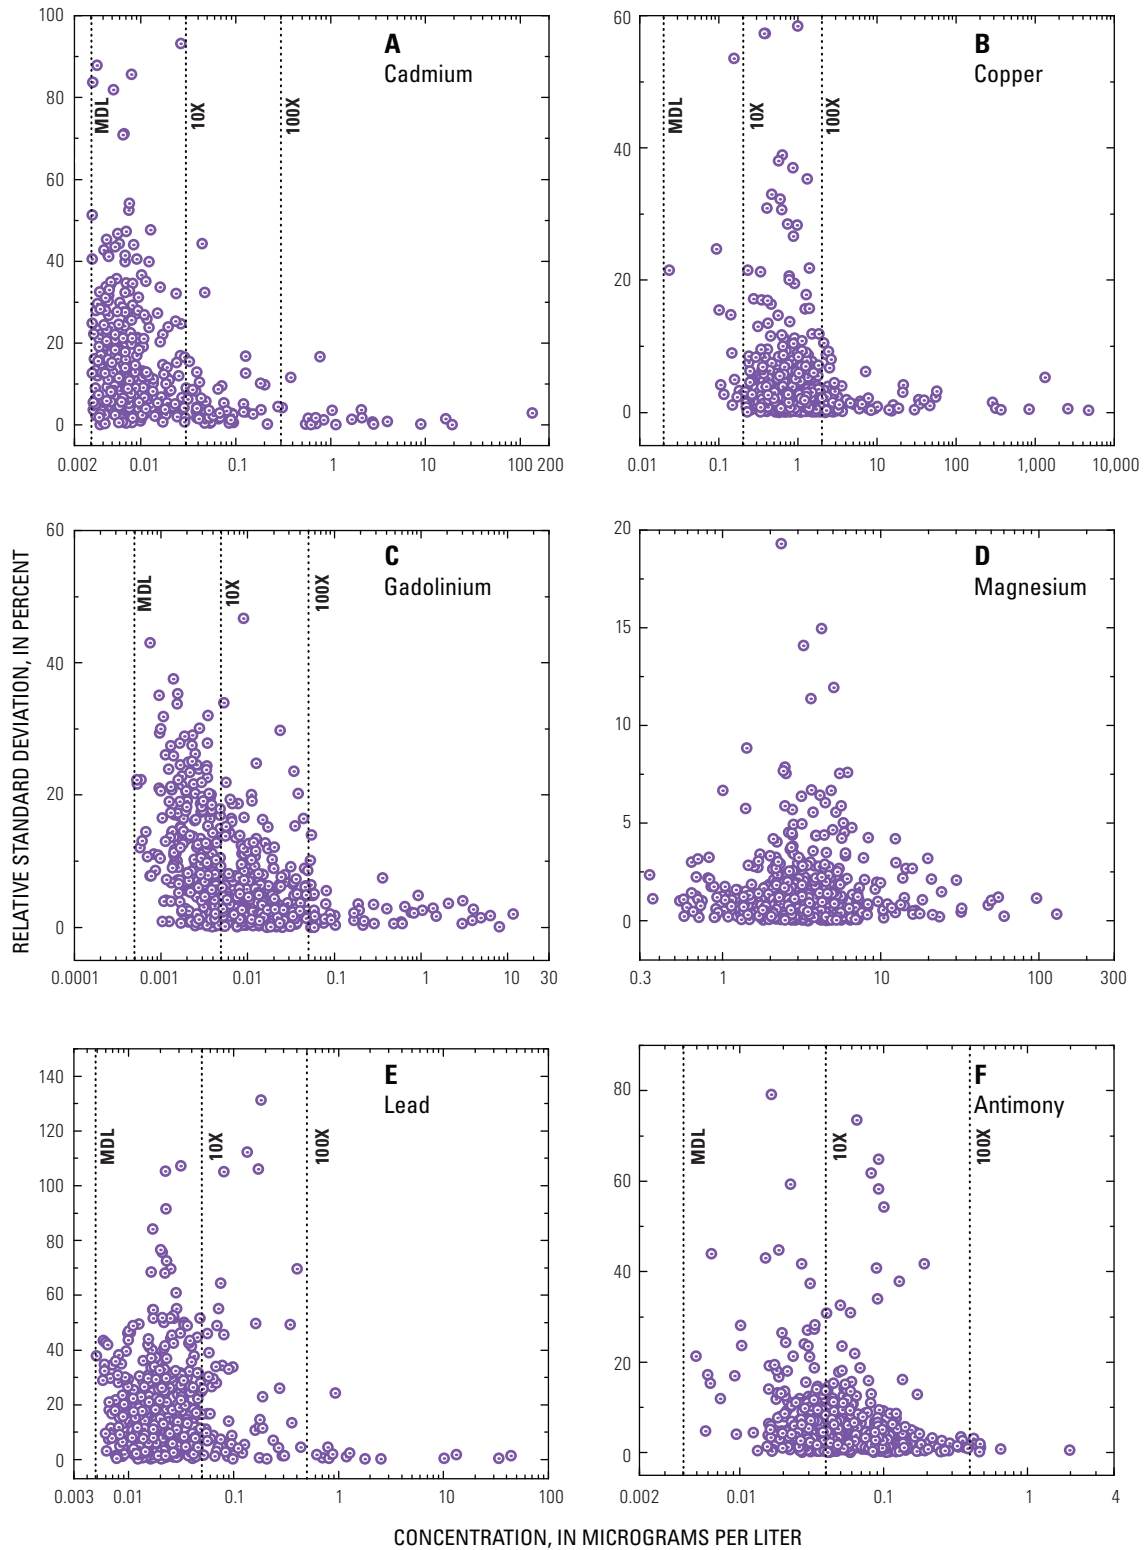 A
Cadmium
100
80
60
40
20
0
MDL
10X
100X
0.002
0.01
0.1
1
10
100 200
B
Copper
60
40
20
0
MDL
10X
100X
0.01
0.1
1
10
100
1,000
10,000
C
Gadolinium
60
40
20
0
MDL
10X
100X
0.0001
0.001
0.01
0.1
1
10
30
D
Magnesium
20
15
10
5
0
0.3
1
10
100
300
E
Lead
140
120
100
80
60
40
20
0
MDL
10X
100X
0.003
0.01
0.1
1
10
100
F
Antimony
80
60
40
20
0
MDL
10X
100X
0.002
0.01
0.1
1
4
RELATIVE STANDARD DEVIATION, IN PERCENT
CONCENTRATION, IN MICROGRAMS PER LITER